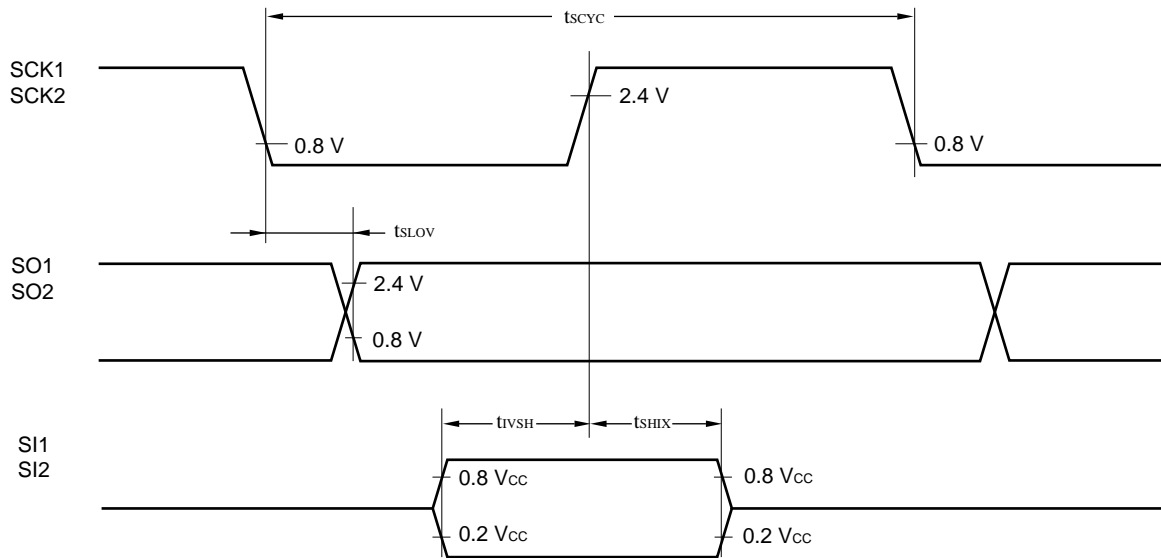 tSCYC
SCK1
SCK2
2.4 V
0.8 V
0.8 V
tSLOV
SO1
SO2
2.4 V
0.8 V
tIVSH
tSHIX
SI1
SI2
0.8 VCC
0.8 VCC
0.2 VCC
0.2 VCC